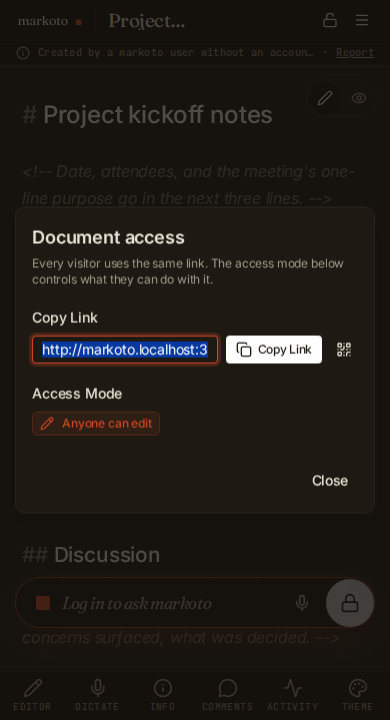 markoto
Project...
Created by a markoto user without an accoun… · Report
# Project kickoff notes
<!-- Date, attendees, and the meeting's one-
line purpose go in the next three lines. -->
Document access
Every visitor uses the same link. The access mode below
controls what they can do with it.
Copy Link
http://markoto.localhost:3
Copy Link
Access Mode
Anyone can edit
Close
## Discussion
Log in to ask markoto
concerns surfaced, what was decided. -->
EDITOR DICTATE INFO COMMENTS ACTIVITY THEME